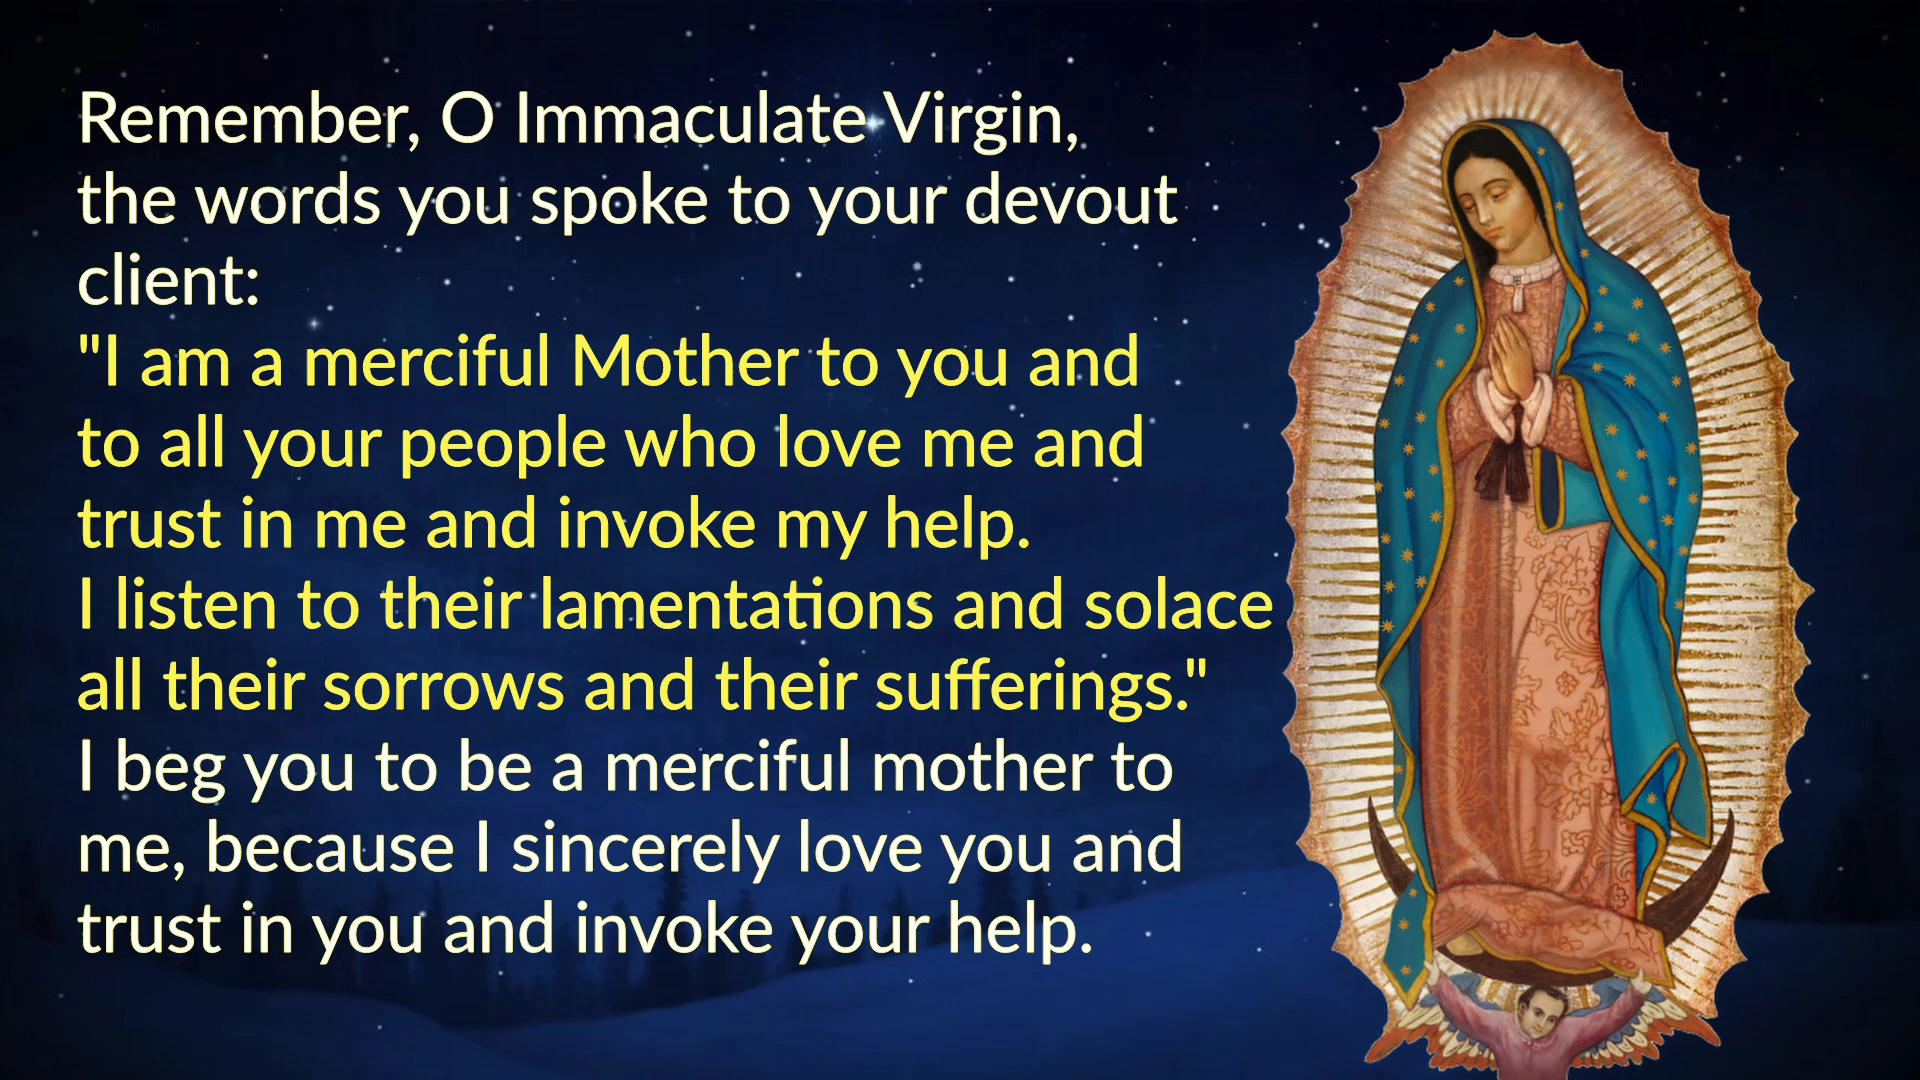 Remember, O Immaculate Virgin,
the words you spoke to your devout
client:
"I am a merciful Mother to you and
to all your people who love me and
trust in me and invoke my help.
I listen to their lamentations and solace
all their sorrows and their sufferings."
I beg you to be a merciful mother to
me, because I sincerely love you and
trust in you and invoke your help.